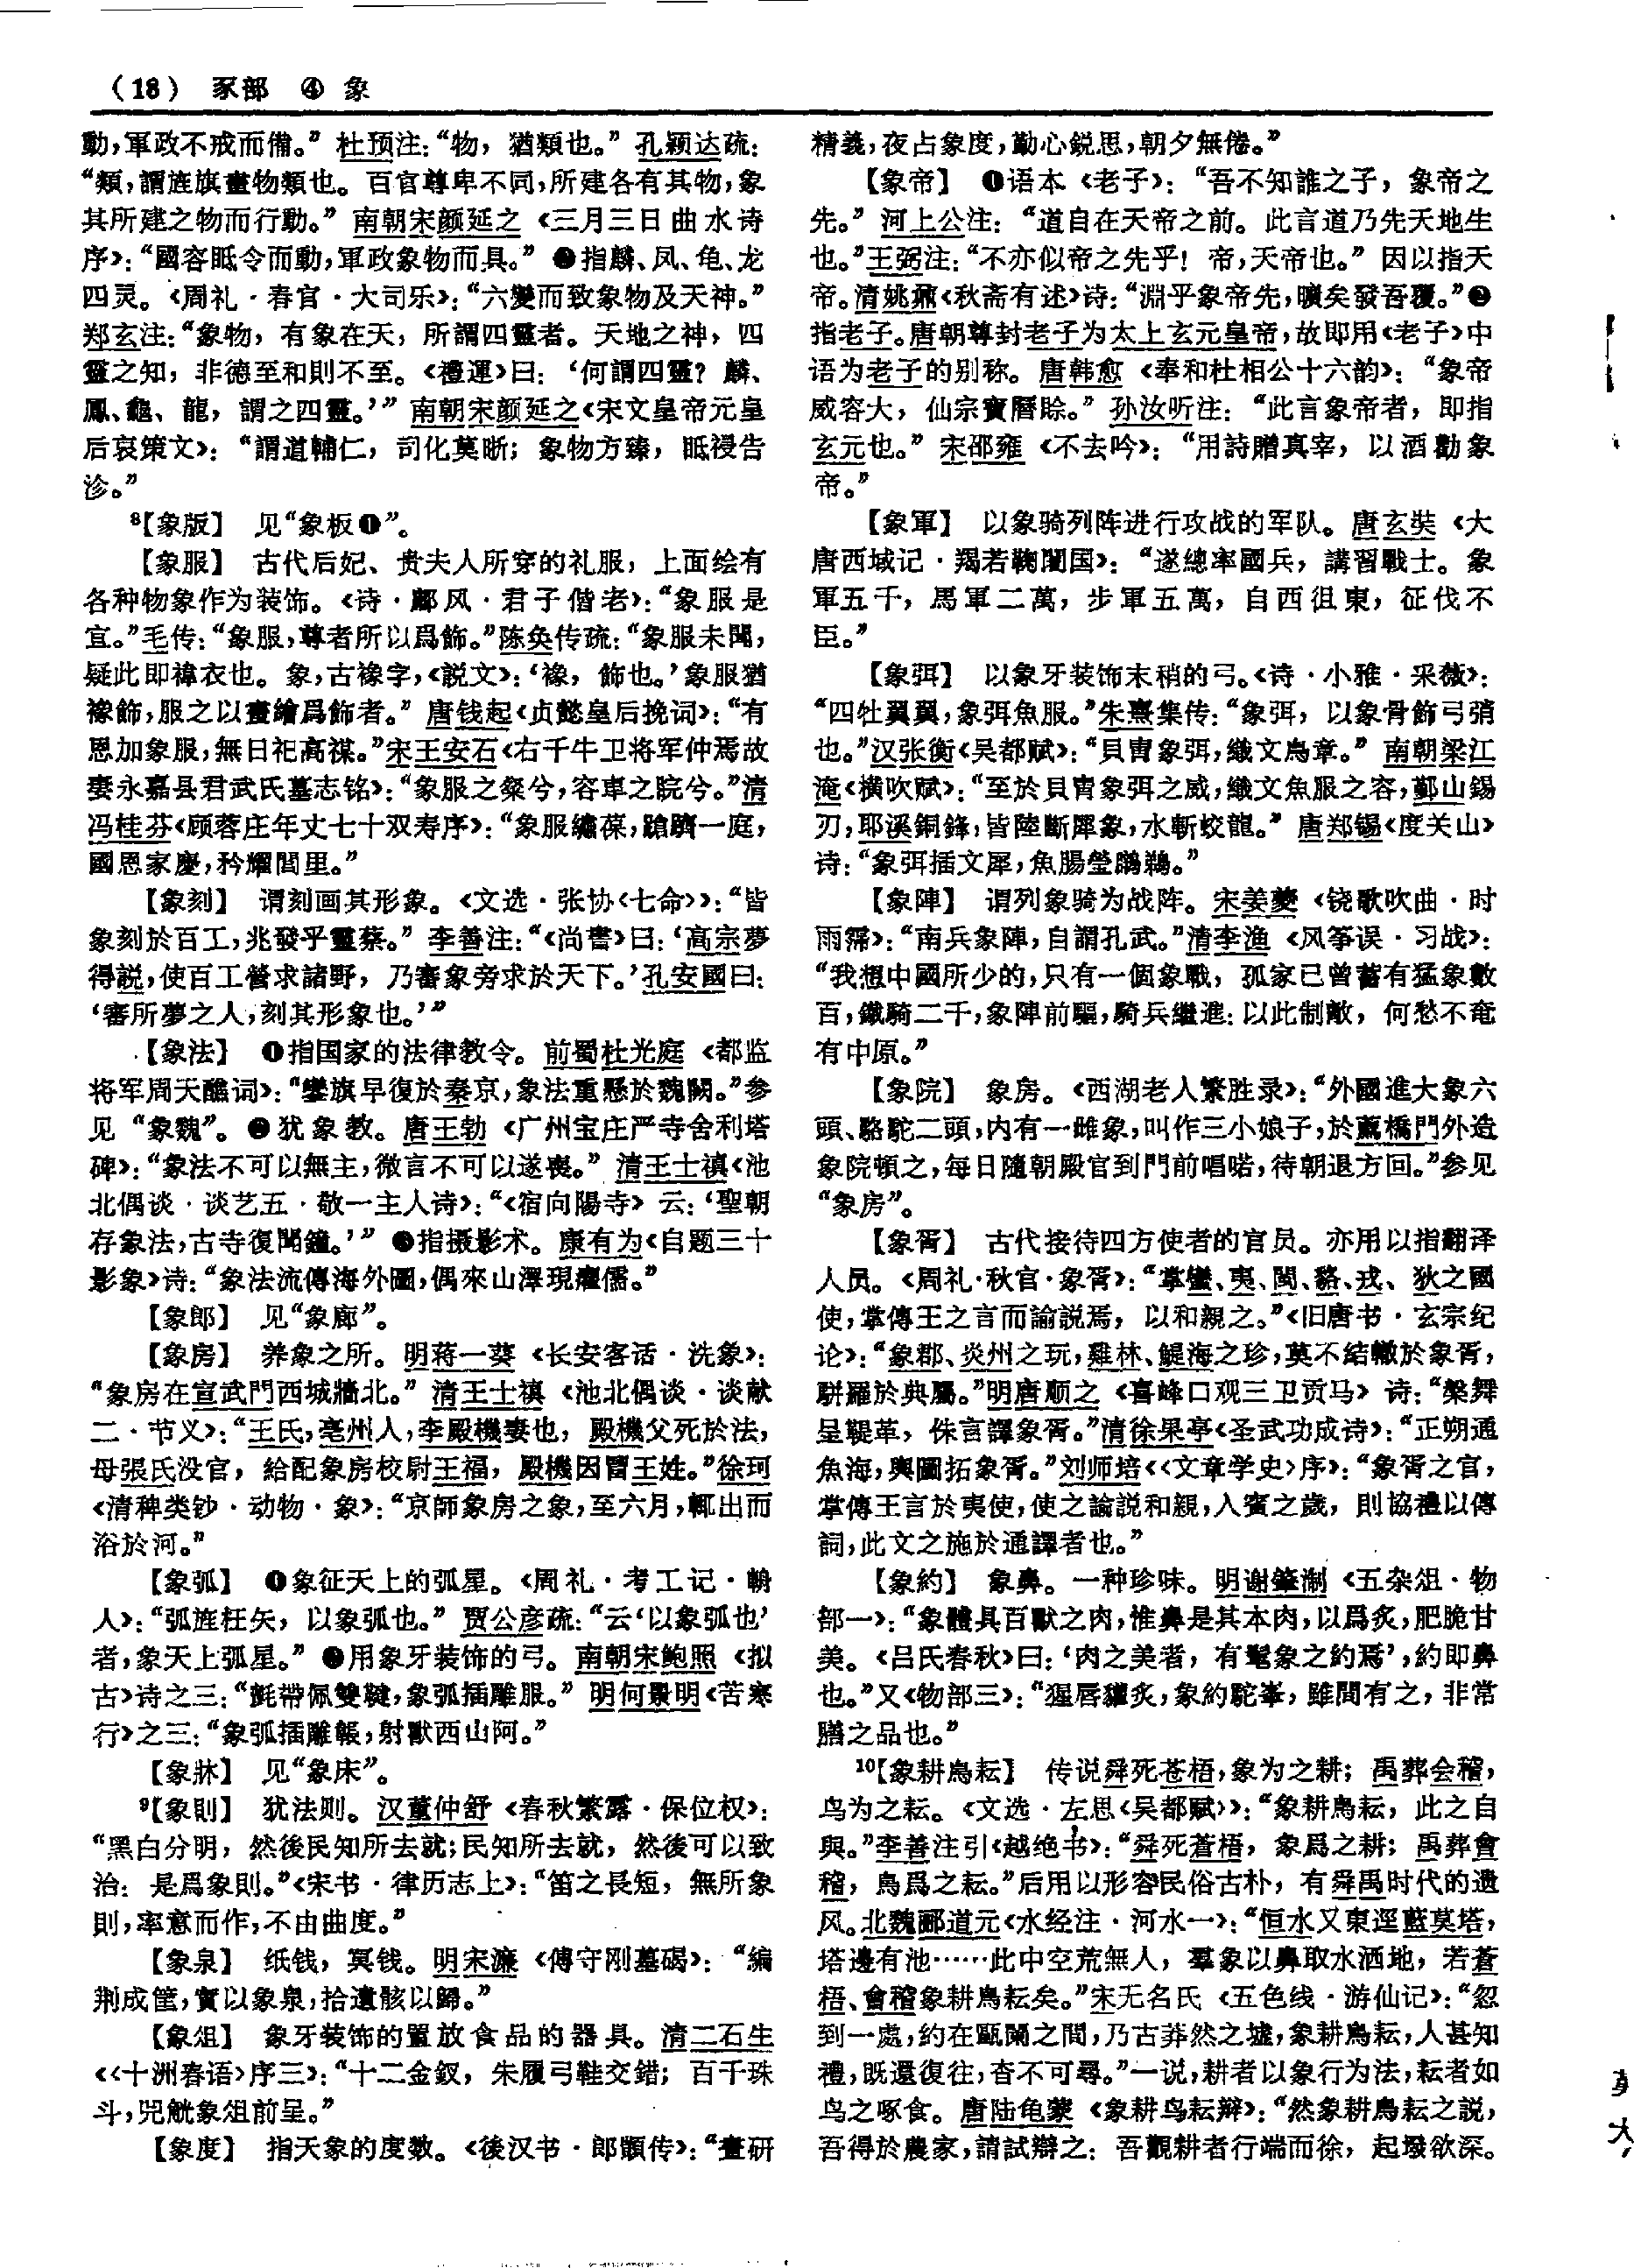 （18） 豕部 ④ 象
動，軍政不戒而備。”杜预注：“物，猶類也。”孔颖达疏：
“類，謂旌旗畫物類也。百官尊卑不同，所建各有其物，象
其所建之物而行動。”南朝宋颜延之《三月三日曲水诗
序》：“國容眡令而動，軍政象物而具。”❷指麟、凤、龟、龙
四灵。《周礼·春官·大司乐》：“六變而致象物及天神。”
郑玄注：“象物，有象在天，所謂四靈者。天地之神，四
靈之知，非德至和則不至。《禮運》曰：‘何謂四靈？麟、
鳳、龜、龍，謂之四靈。’”南朝宋颜延之《宋文皇帝元皇
后哀策文》：“謂道輔仁，司化莫晰；象物方臻，眡祲告
沴。”
⁸【象版】 见“象板❶”。
【象服】 古代后妃、贵夫人所穿的礼服，上面绘有
各种物象作为装饰。《诗·鄘风·君子偕老》：“象服是
宜。”毛传：“象服，尊者所以爲飾。”陈奂传疏：“象服未聞，
疑此即褘衣也。象，古襐字，《説文》：‘襐，飾也。’象服猶
襐飾，服之以畫繪爲飾者。”唐钱起《贞懿皇后挽词》：“有
恩加象服，無日祀高禖。”宋王安石《右千牛卫将军仲焉故
妻永嘉县君武氏墓志铭》：“象服之粲兮，容車之睆兮。”清
冯桂芬《顾蓉庄年丈七十双寿序》：“象服繡葆，蹌躋一庭，
國恩家慶，矜燿閭里。”
【象刻】 谓刻画其形象。《文选·张协〈七命〉》：“皆
象刻於百工，兆發乎靈蔡。”李善注：“《尚書》曰：‘高宗夢
得説，使百工營求諸野，乃審象旁求於天下。’孔安國曰：
‘審所夢之人，刻其形象也。’”
【象法】 ❶指国家的法律教令。前蜀杜光庭《都监
将军周天醮词》：“鑾旗早復於秦京，象法重懸於魏闕。”参
见“象魏”。❷犹象教。唐王勃《广州宝庄严寺舍利塔
碑》：“象法不可以無主，微言不可以遂喪。”清王士禛《池
北偶谈·谈艺五·敬一主人诗》：“《宿向陽寺》云：‘聖朝
存象法，古寺復聞鐘。’”❸指摄影术。康有为《自题三十
影象》诗：“象法流傳海外圖，偶來山澤現癯儒。”
【象郎】 见“象廊”。
【象房】 养象之所。明蒋一葵《长安客话·洗象》：
“象房在宣武門西城牆北。”清王士禛《池北偶谈·谈献
二·节义》：“王氏，亳州人，李殿機妻也，殿機父死於法，
母張氏没官，給配象房校尉王福，殿機因冒王姓。”徐珂
《清稗类钞·动物·象》：“京師象房之象，至六月，輒出而
浴於河。”
【象弧】 ❶象征天上的弧星。《周礼·考工记·辀
人》：“弧旌枉矢，以象弧也。”贾公彦疏：“云‘以象弧也’
者，象天上弧星。”❷用象牙装饰的弓。南朝宋鲍照《拟
古》诗之三：“氈帶佩雙鞬，象弧插雕服。”明何景明《苦寒
行》之三：“象弧插雕韔，射獸西山阿。”
【象牀】 见“象床”。
⁹【象則】 犹法则。汉董仲舒《春秋繁露·保位权》：
“黑白分明，然後民知所去就；民知所去就，然後可以致
治：是爲象則。”《宋书·律历志上》：“笛之長短，無所象
則，率意而作，不由曲度。”
【象泉】 纸钱，冥钱。明宋濂《傅守刚墓碣》：“編
荆成筐，實以象泉，拾遺骸以歸。”
【象俎】 象牙装饰的置放食品的器具。清二石生
《〈十洲春语〉序三》：“十二金釵，朱履弓鞋交錯；百千珠
斗，兕觥象俎前呈。”
【象度】 指天象的度数。《後汉书·郎顗传》：“晝研
精義，夜占象度，勤心鋭思，朝夕無倦。”
【象帝】 ❶语本《老子》：“吾不知誰之子，象帝之
先。”河上公注：“道自在天帝之前。此言道乃先天地生
也。”王弼注：“不亦似帝之先乎！帝，天帝也。”因以指天
帝。清姚鼐《秋斋有述》诗：“淵乎象帝先，曠矣發吾覆。”❷
指老子。唐朝尊封老子为太上玄元皇帝，故即用《老子》中
语为老子的别称。唐韩愈《奉和杜相公十六韵》：“象帝
威容大，仙宗寶曆賒。”孙汝听注：“此言象帝者，即指
玄元也。”宋邵雍《不去吟》：“用詩贈真宰，以酒勸象
帝。”
【象軍】 以象骑列阵进行攻战的军队。唐玄奘《大
唐西域记·羯若鞠闍国》：“遂總率國兵，講習戰士。象
軍五千，馬軍二萬，步軍五萬，自西徂東，征伐不
臣。”
【象弭】 以象牙装饰末稍的弓。《诗·小雅·采薇》：
“四牡翼翼，象弭魚服。”朱熹集传：“象弭，以象骨飾弓弰
也。”汉张衡《吴都赋》：“貝胄象弭，織文鳥章。”南朝梁江
淹《横吹赋》：“至於貝胄象弭之威，織文魚服之容，鄞山錫
刃，耶溪銅鋒，皆陸斷犀象，水斬蛟龍。”唐郑锡《度关山》
诗：“象弭插文犀，魚腸瑩鷿鵜。”
【象陣】 谓列象骑为战阵。宋姜夔《铙歌吹曲·时
雨霈》：“南兵象陣，自謂孔武。”清李渔《风筝误·习战》：
“我想中國所少的，只有一個象戰，孤家已曾蓄有猛象數
百，鐵騎二千，象陣前驅，騎兵繼進：以此制敵，何愁不奄
有中原。”
【象院】 象房。《西湖老人繁胜录》：“外國進大象六
頭、駱駝二頭，内有一雌象，叫作三小娘子，於薦橋門外造
象院頓之，每日隨朝殿官到門前唱喏，待朝退方回。”参见
“象房”。
【象胥】 古代接待四方使者的官员。亦用以指翻译
人员。《周礼·秋官·象胥》：“掌蠻、夷、閩、貉、戎、狄之國
使，掌傳王之言而諭説焉，以和親之。”《旧唐书·玄宗纪
论》：“象郡、炎州之玩，雞林、鯷海之珍，莫不結轍於象胥，
駢羅於典屬。”明唐顺之《喜峰口观三卫贡马》诗：“槃舞
呈鞮革，侏言譯象胥。”清徐果亭《圣武功成诗》：“正朔通
魚海，輿圖拓象胥。”刘师培《〈文章学史〉序》：“象胥之官，
掌傳王言於夷使，使之諭説和親，入賓之歲，則協禮以傳
詞，此文之施於通譯者也。”
【象約】 象鼻。一种珍味。明谢肇淛《五杂俎·物
部一》：“象體具百獸之肉，惟鼻是其本肉，以爲炙，肥脆甘
美。《吕氏春秋》曰：‘肉之美者，有髦象之約焉’，約即鼻
也。”又《物部三》：“猩唇貛炙，象約駝峯，雖間有之，非常
膳之品也。”
¹⁰【象耕鳥耘】 传说舜死苍梧，象为之耕；禹葬会稽，
鸟为之耘。《文选·左思〈吴都赋〉》：“象耕鳥耘，此之自
與。”李善注引《越绝书》：“舜死蒼梧，象爲之耕；禹葬會
稽，鳥爲之耘。”后用以形容民俗古朴，有舜禹时代的遗
风。北魏郦道元《水经注·河水一》：“恒水又東逕藍莫塔，
塔邊有池……此中空荒無人，羣象以鼻取水洒地，若蒼
梧、會稽象耕鳥耘矣。”宋无名氏《五色线·游仙记》：“忽
到一處，約在甌閩之間，乃古莽然之墟，象耕鳥耘，人甚知
禮，既還復往，杳不可尋。”一说，耕者以象行为法，耘者如
鸟之啄食。唐陆龟蒙《象耕鸟耘辩》：“然象耕鳥耘之説，
吾得於農家，請試辯之：吾觀耕者行端而徐，起墢欲深。